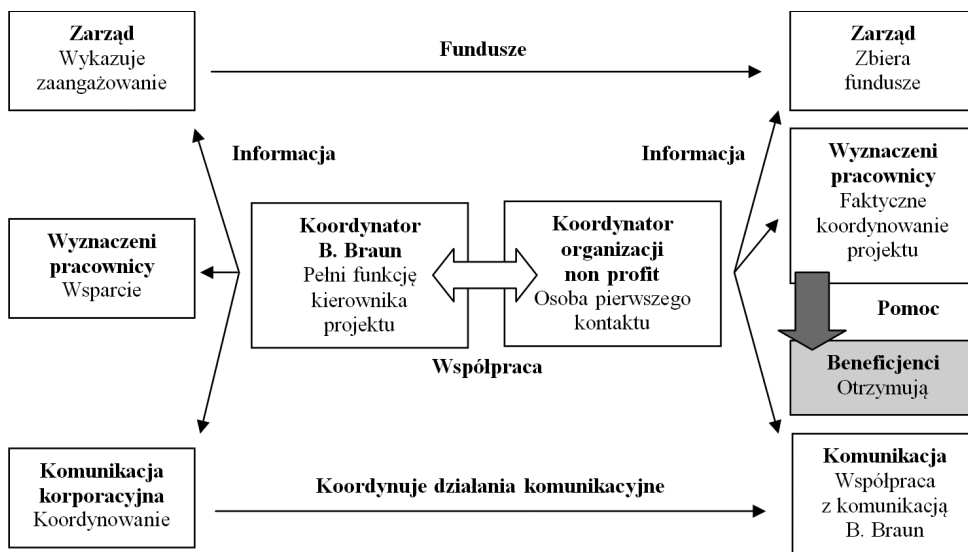 Zarząd
Wykazuje
zaangażowanie
Fundusze
Zarząd
Zbiera
fundusze
Informacja
Informacja
Wyznaczeni
pracownicy
Faktyczne
koordynowanie
projektu
Wyznaczeni
pracownicy
Wsparcie
Koordynator
B. Braun
Pełni funkcję
kierownika
projektu
Koordynator
organizacji
non profit
Osoba pierwszego
kontaktu
Współpraca
Pomoc
Beneficjenci
Otrzymują
Komunikacja
korporacyjna
Koordynowanie
Koordynuje działania komunikacyjne
Komunikacja
Współpraca
z komunikacją
B. Braun